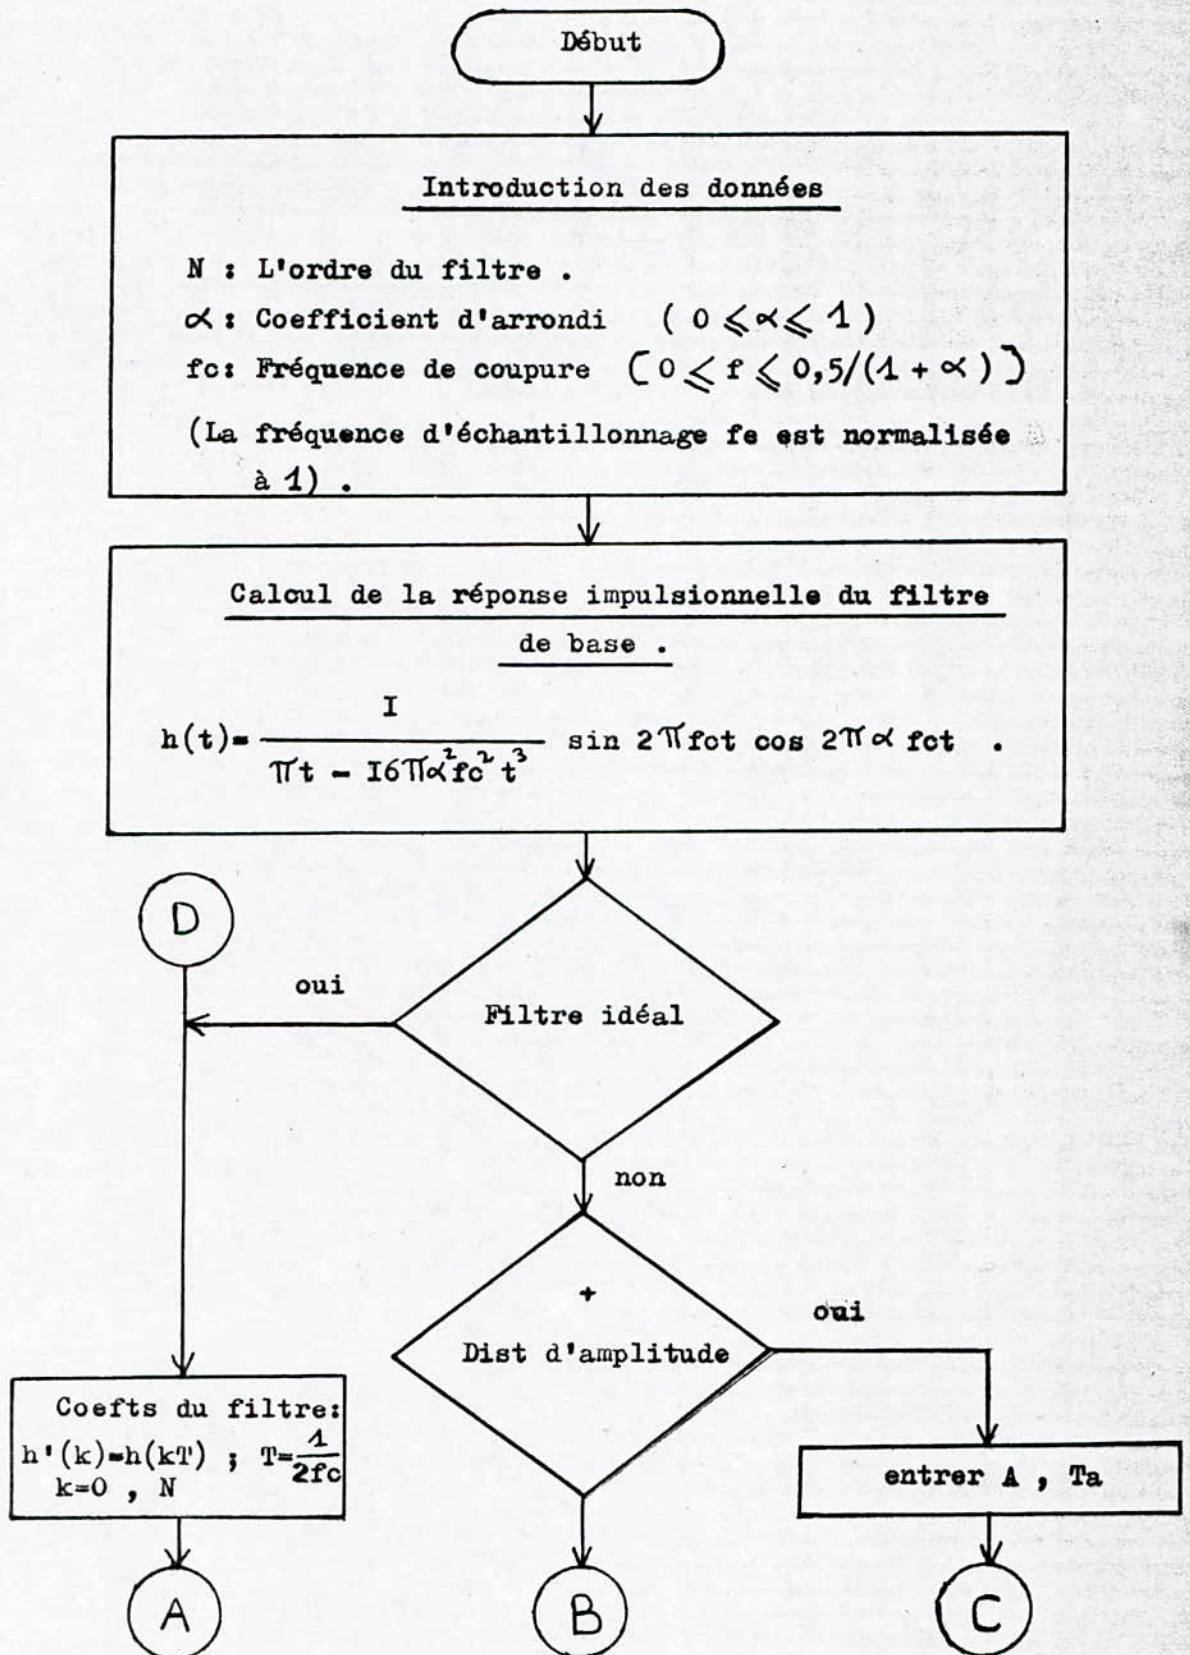 Début
Introduction des données
N : L'ordre du filtre .
α : Coefficient d'arrondi ( 0 ⩽ α ⩽ 1 )
fc: Fréquence de coupure [ 0 ⩽ f ⩽ 0,5/(1 + α ) ]
(La fréquence d'échantillonnage fe est normalisée
à 1) .
Calcul de la réponse impulsionnelle du filtre
de base .
h(t)= I / (πt - I6πα²fc² t³) sin 2πfct cos 2πα fct .
D
oui
Filtre idéal
non
+
Dist d'amplitude
oui
Coefts du filtre:
h'(k)=h(kT) ; T=1/2fc
k=0 , N
entrer A , Ta
A
B
C